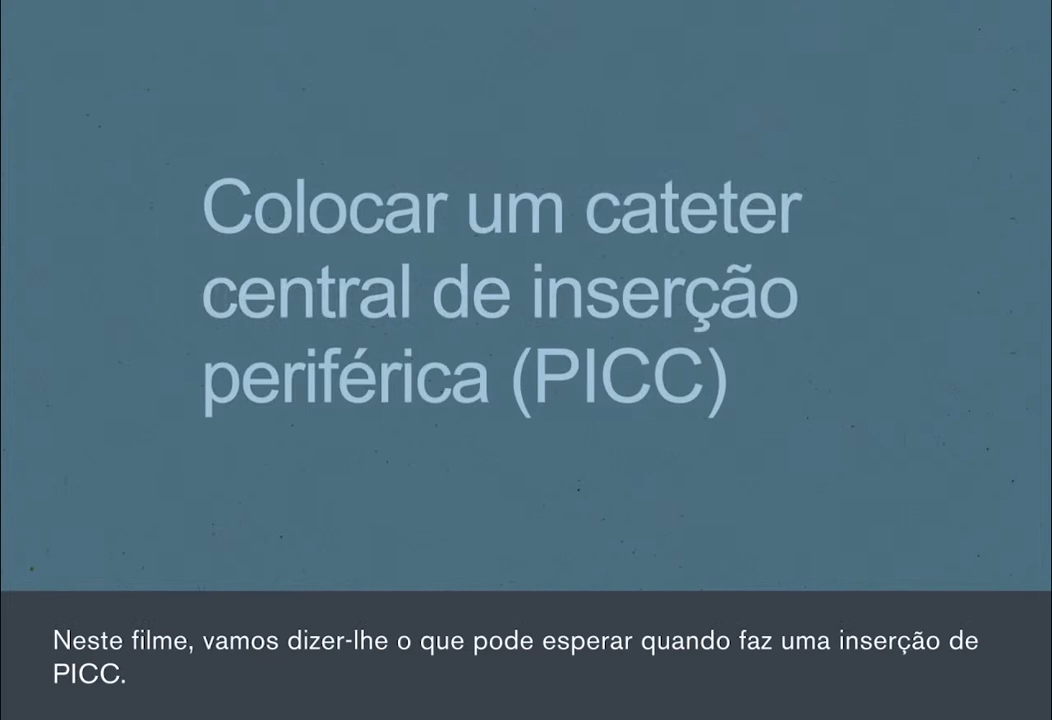 Colocar um cateter
central de inserção
periférica (PICC)
Neste filme, vamos dizer-lhe o que pode esperar quando faz uma inserção de
PICC.